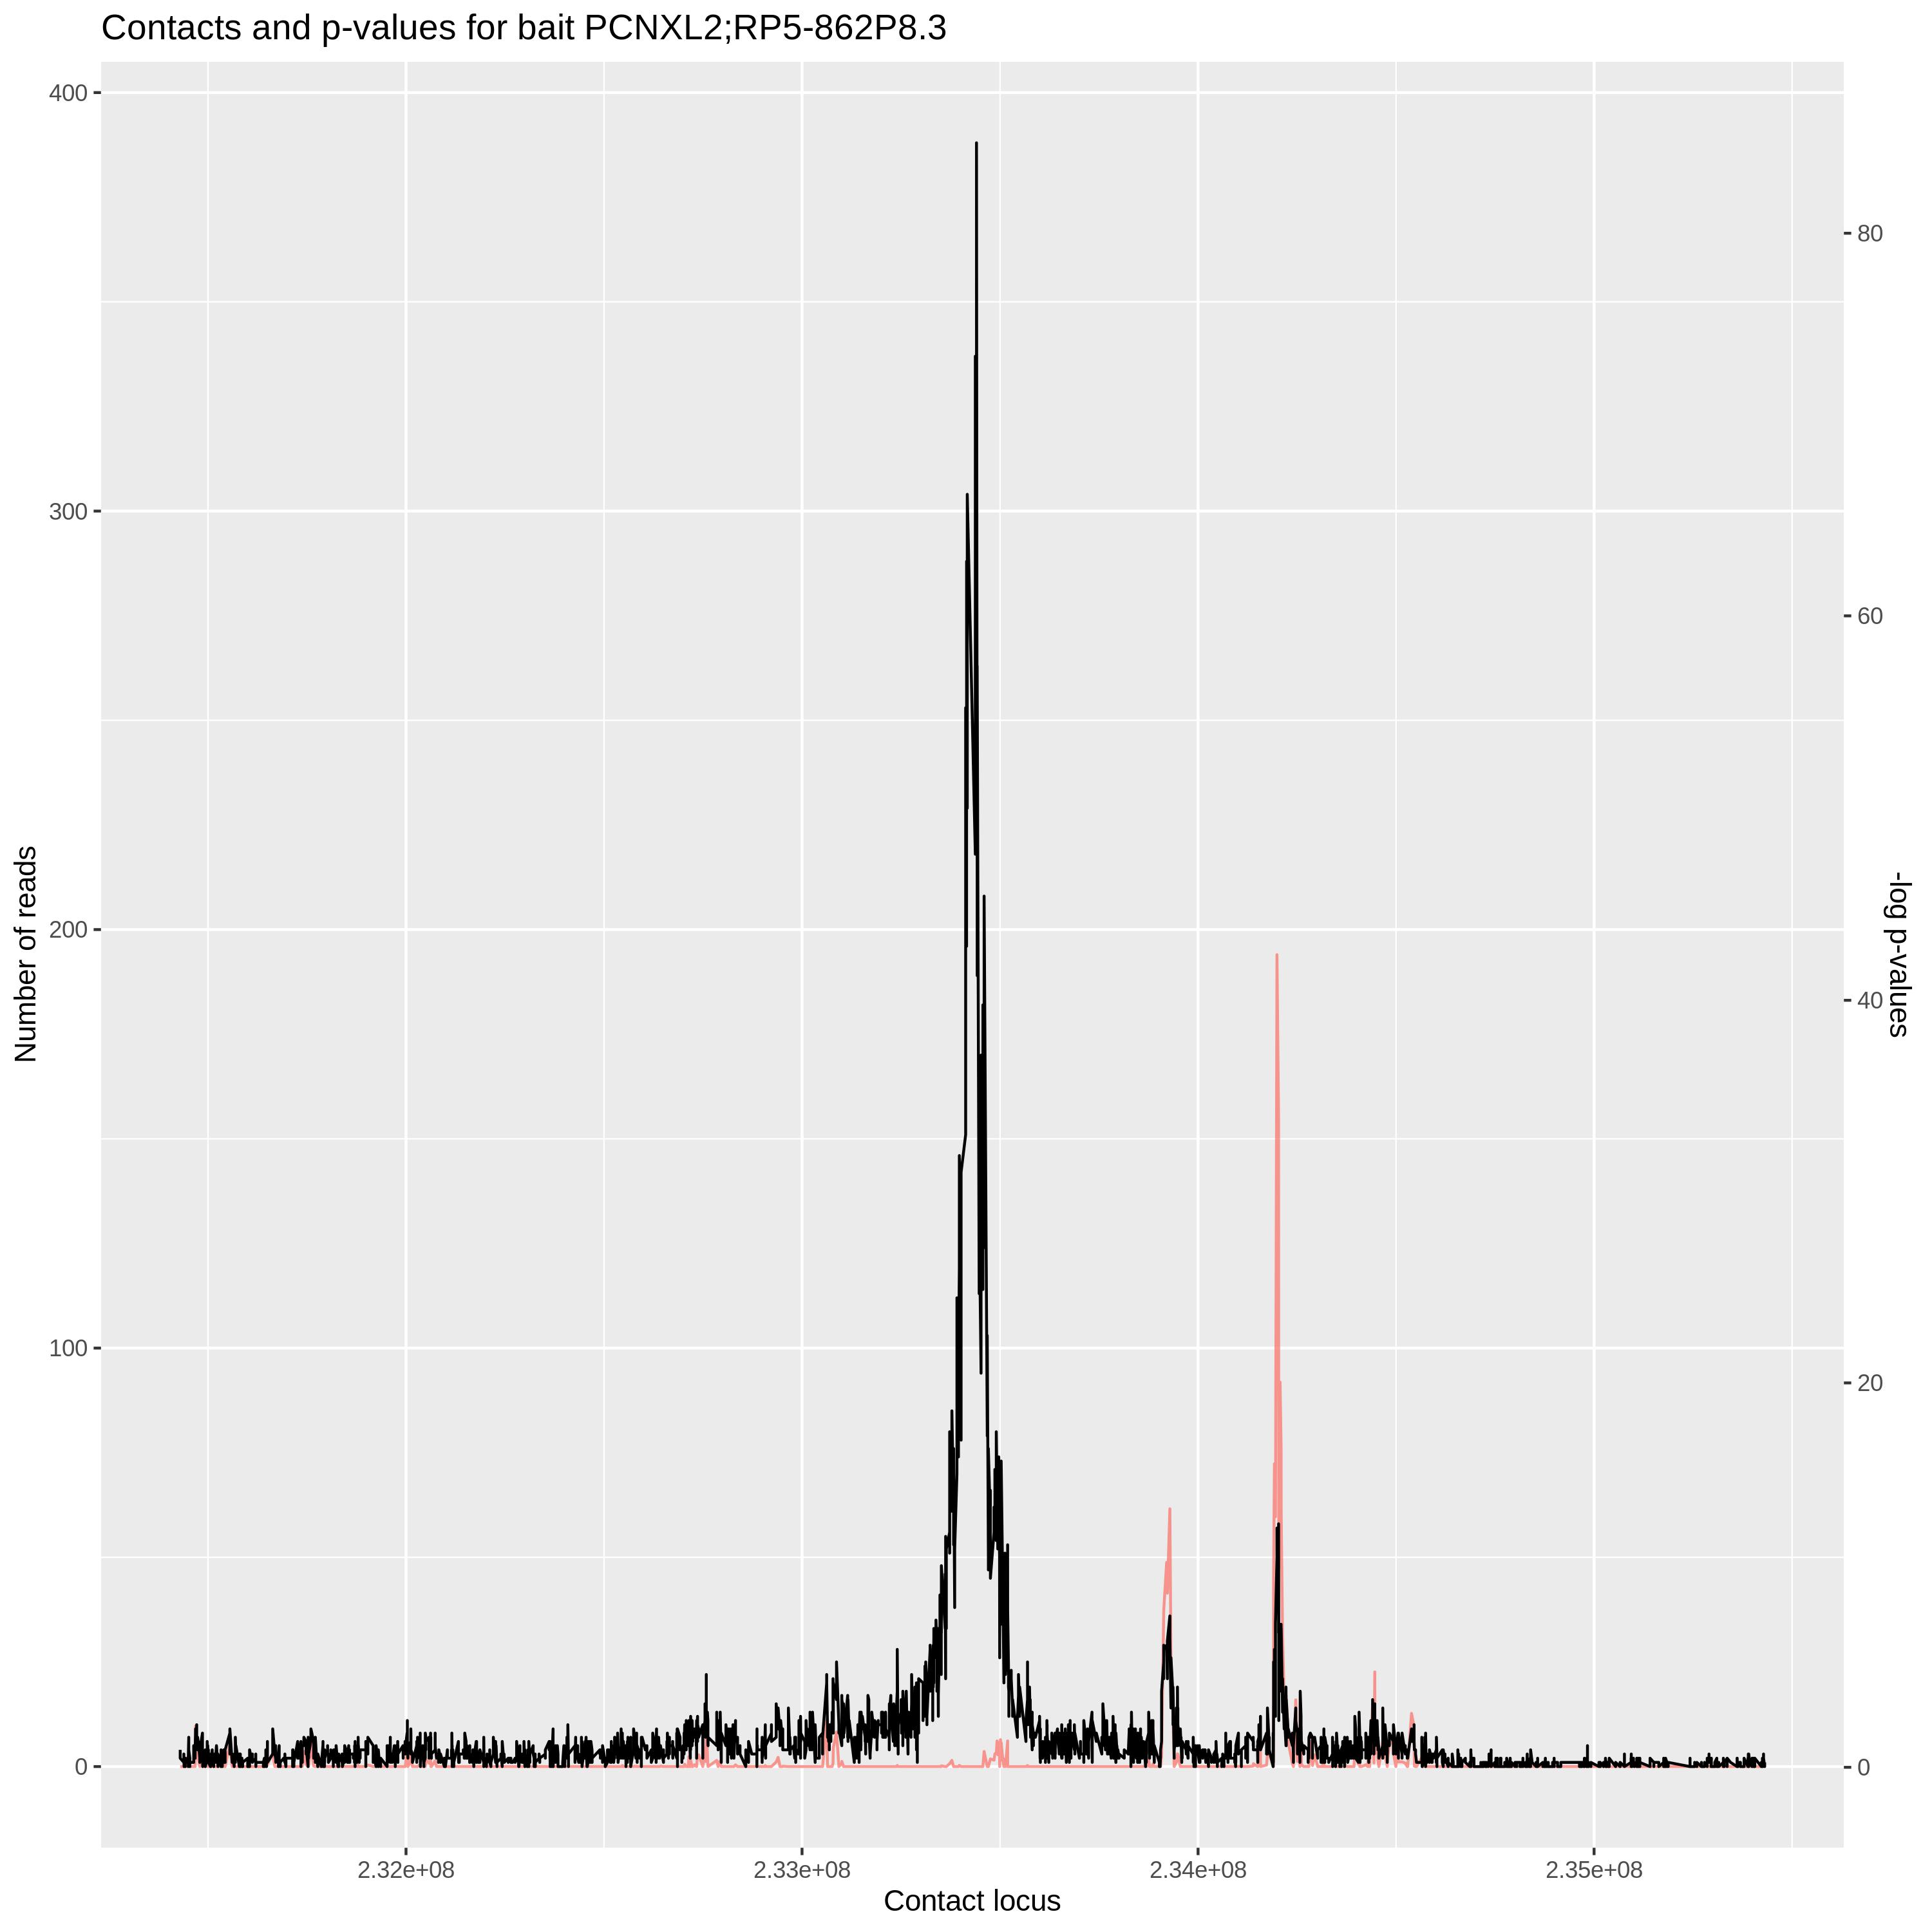 Contacts and p-values for bait PCNXL2;RP5-862P8.3
400
300
200
100
0
Number of reads
80
60
40
20
0
-log p-values
2.32e+08
2.33e+08
2.34e+08
2.35e+08
Contact locus